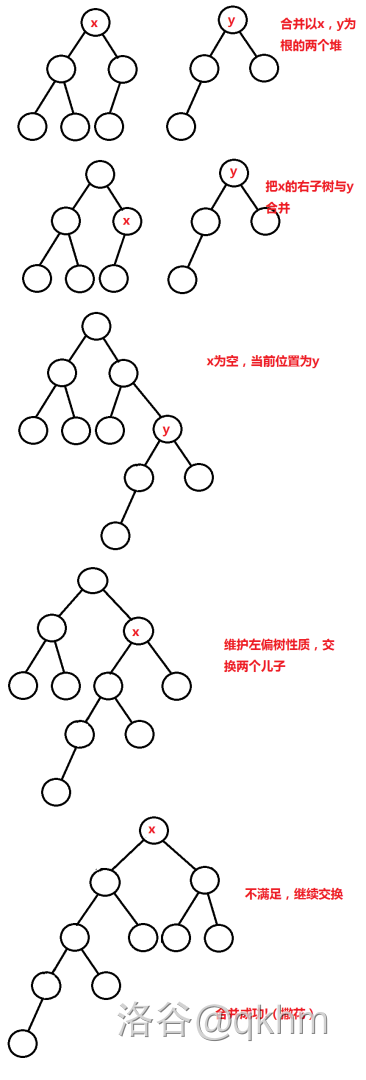 x
y
合并以x，y为
根的两个堆
y
把x的右子树与y
合并
x
x为空，当前位置为y
y
x
维护左偏树性质，交
换两个儿子
x
不满足，继续交换
合并成功!（撒花）
洛谷@qkhm